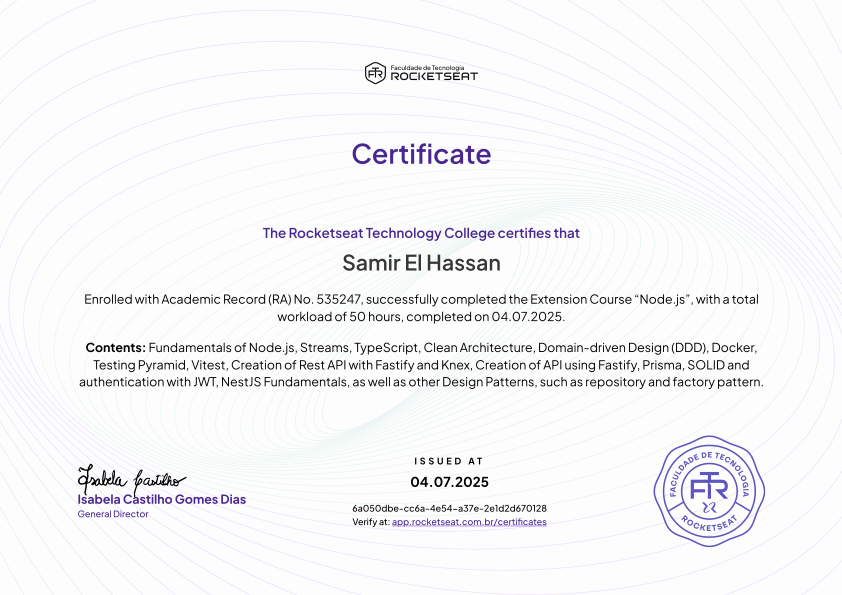 Faculdade de Tecnologia
ROCKETSEAT
Certificate
The Rocketseat Technology College certifies that
Samir El Hassan
Enrolled with Academic Record (RA) No. 535247, successfully completed the Extension Course “Node.js”, with a total
workload of 50 hours, completed on 04.07.2025.
Contents: Fundamentals of Node.js, Streams, TypeScript, Clean Architecture, Domain-driven Design (DDD), Docker,
Testing Pyramid, Vitest, Creation of Rest API with Fastify and Knex, Creation of API using Fastify, Prisma, SOLID and
authentication with JWT, NestJS Fundamentals, as well as other Design Patterns, such as repository and factory pattern.
Isabela Castilho
Isabela Castilho Gomes Dias
General Director
ISSUED AT
04.07.2025
6a050dbe-cc6a-4e54-a37e-2e1d2d670128
Verify at: app.rocketseat.com.br/certificates
FACULDADE DE TECNOLOGIA
FTR
ROCKETSEAT